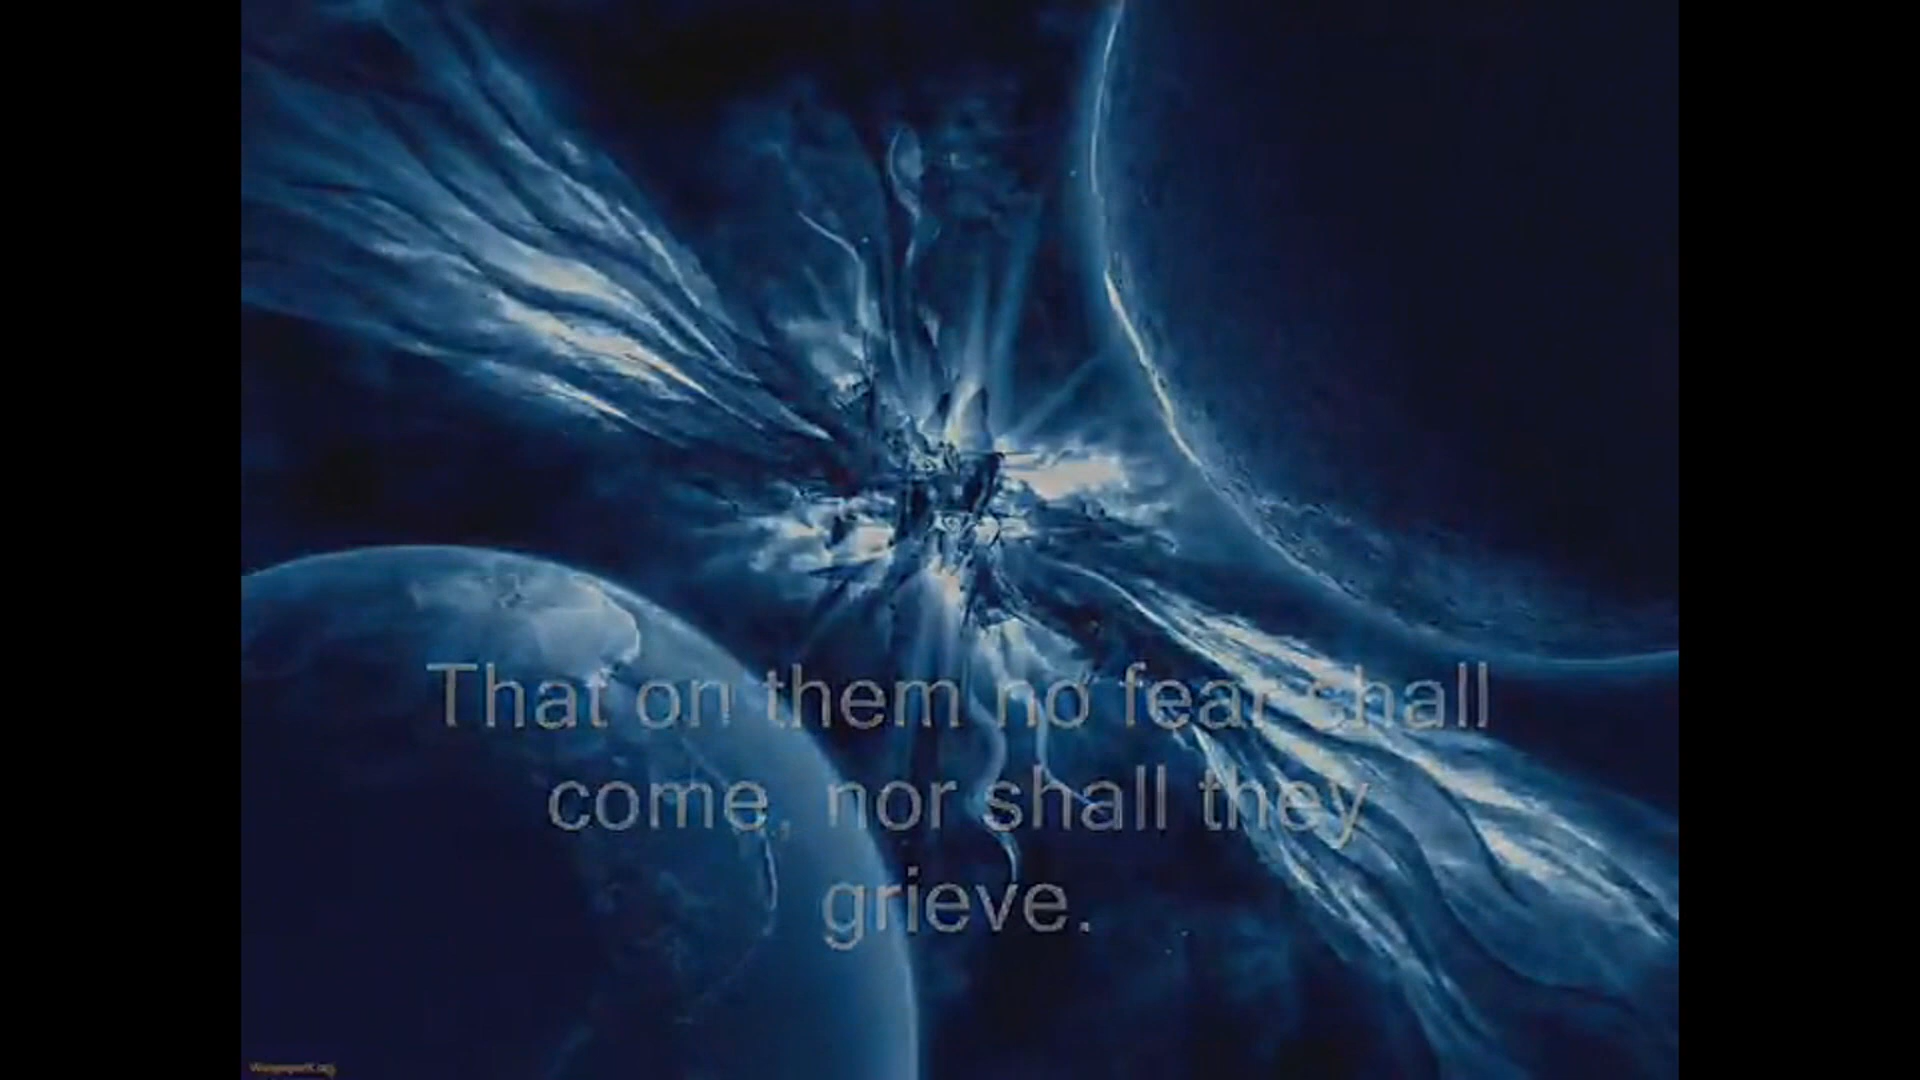 That on them no fear shall
come, nor shall they
grieve.